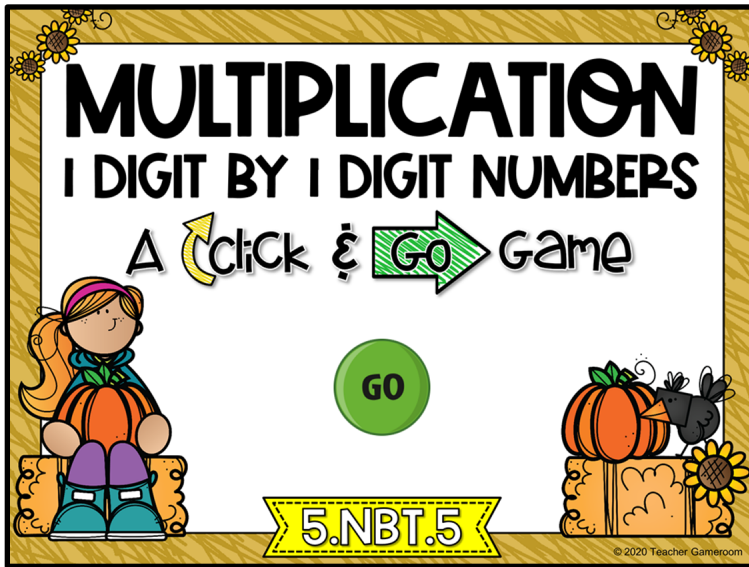 MULTIPLICATION
1 DIGIT BY 1 DIGIT NUMBERS
A click & GO Game
GO
5.NBT.5
© 2020 Teacher Gameroom